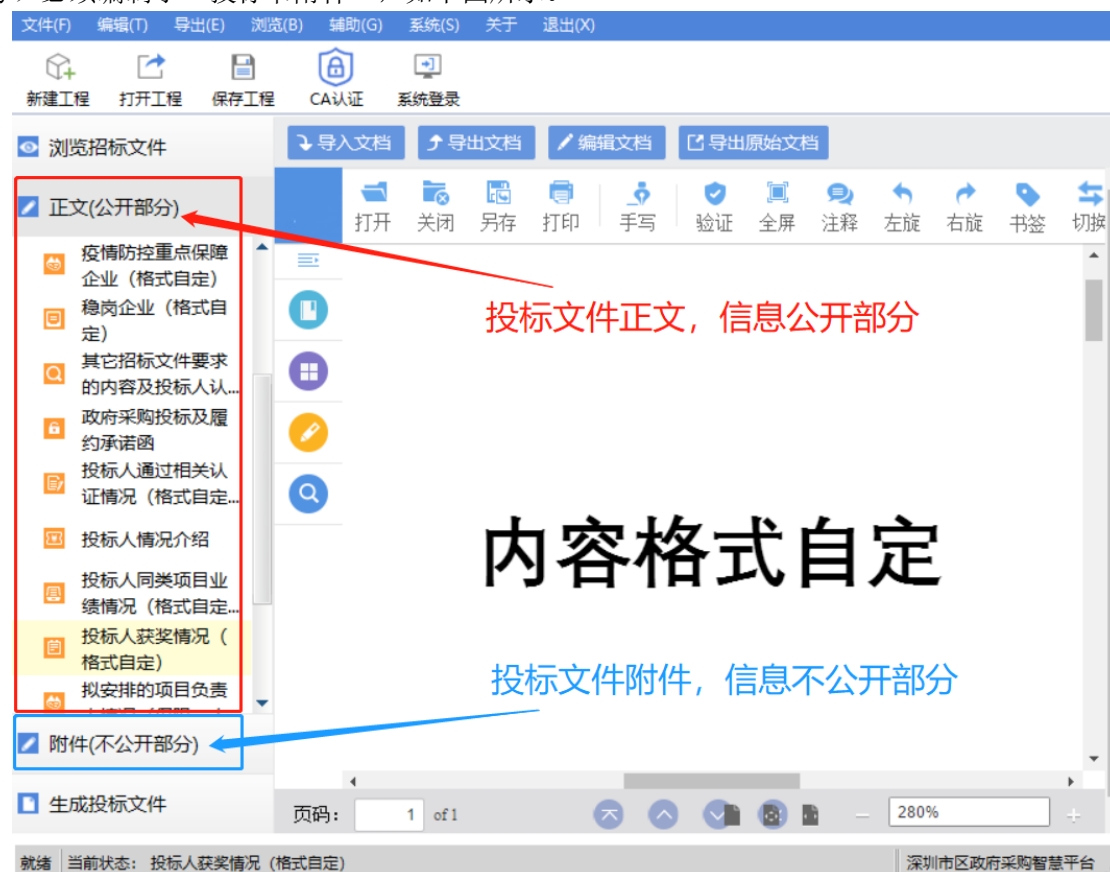 文件(F) 编辑(T) 导出(E) 浏览(B) 辅助(G) 系统(S) 关于 退出(X)
新建工程 打开工程 保存工程 CA认证 系统登录
浏览招标文件
导入文档 导出文档 编辑文档 导出原始文档
正文(公开部分)
打开 关闭 另存 打印 手写 验证 全屏 注释 左旋 右旋 书签 切换
疫情防控重点保障
企业（格式自定）
稳岗企业（格式自
定）
其它招标文件要求
的内容及投标人认...
政府采购投标及履
约承诺函
投标人通过相关认
证情况（格式自定...
投标人情况介绍
投标人同类项目业
绩情况（格式自定...
投标人获奖情况（
格式自定）
拟安排的项目负责
投标文件正文，信息公开部分
内容格式自定
投标文件附件，信息不公开部分
附件(不公开部分)
生成投标文件
页码： 1 of 1 280%
就绪 当前状态： 投标人获奖情况（格式自定） 深圳市区政府采购智慧平台